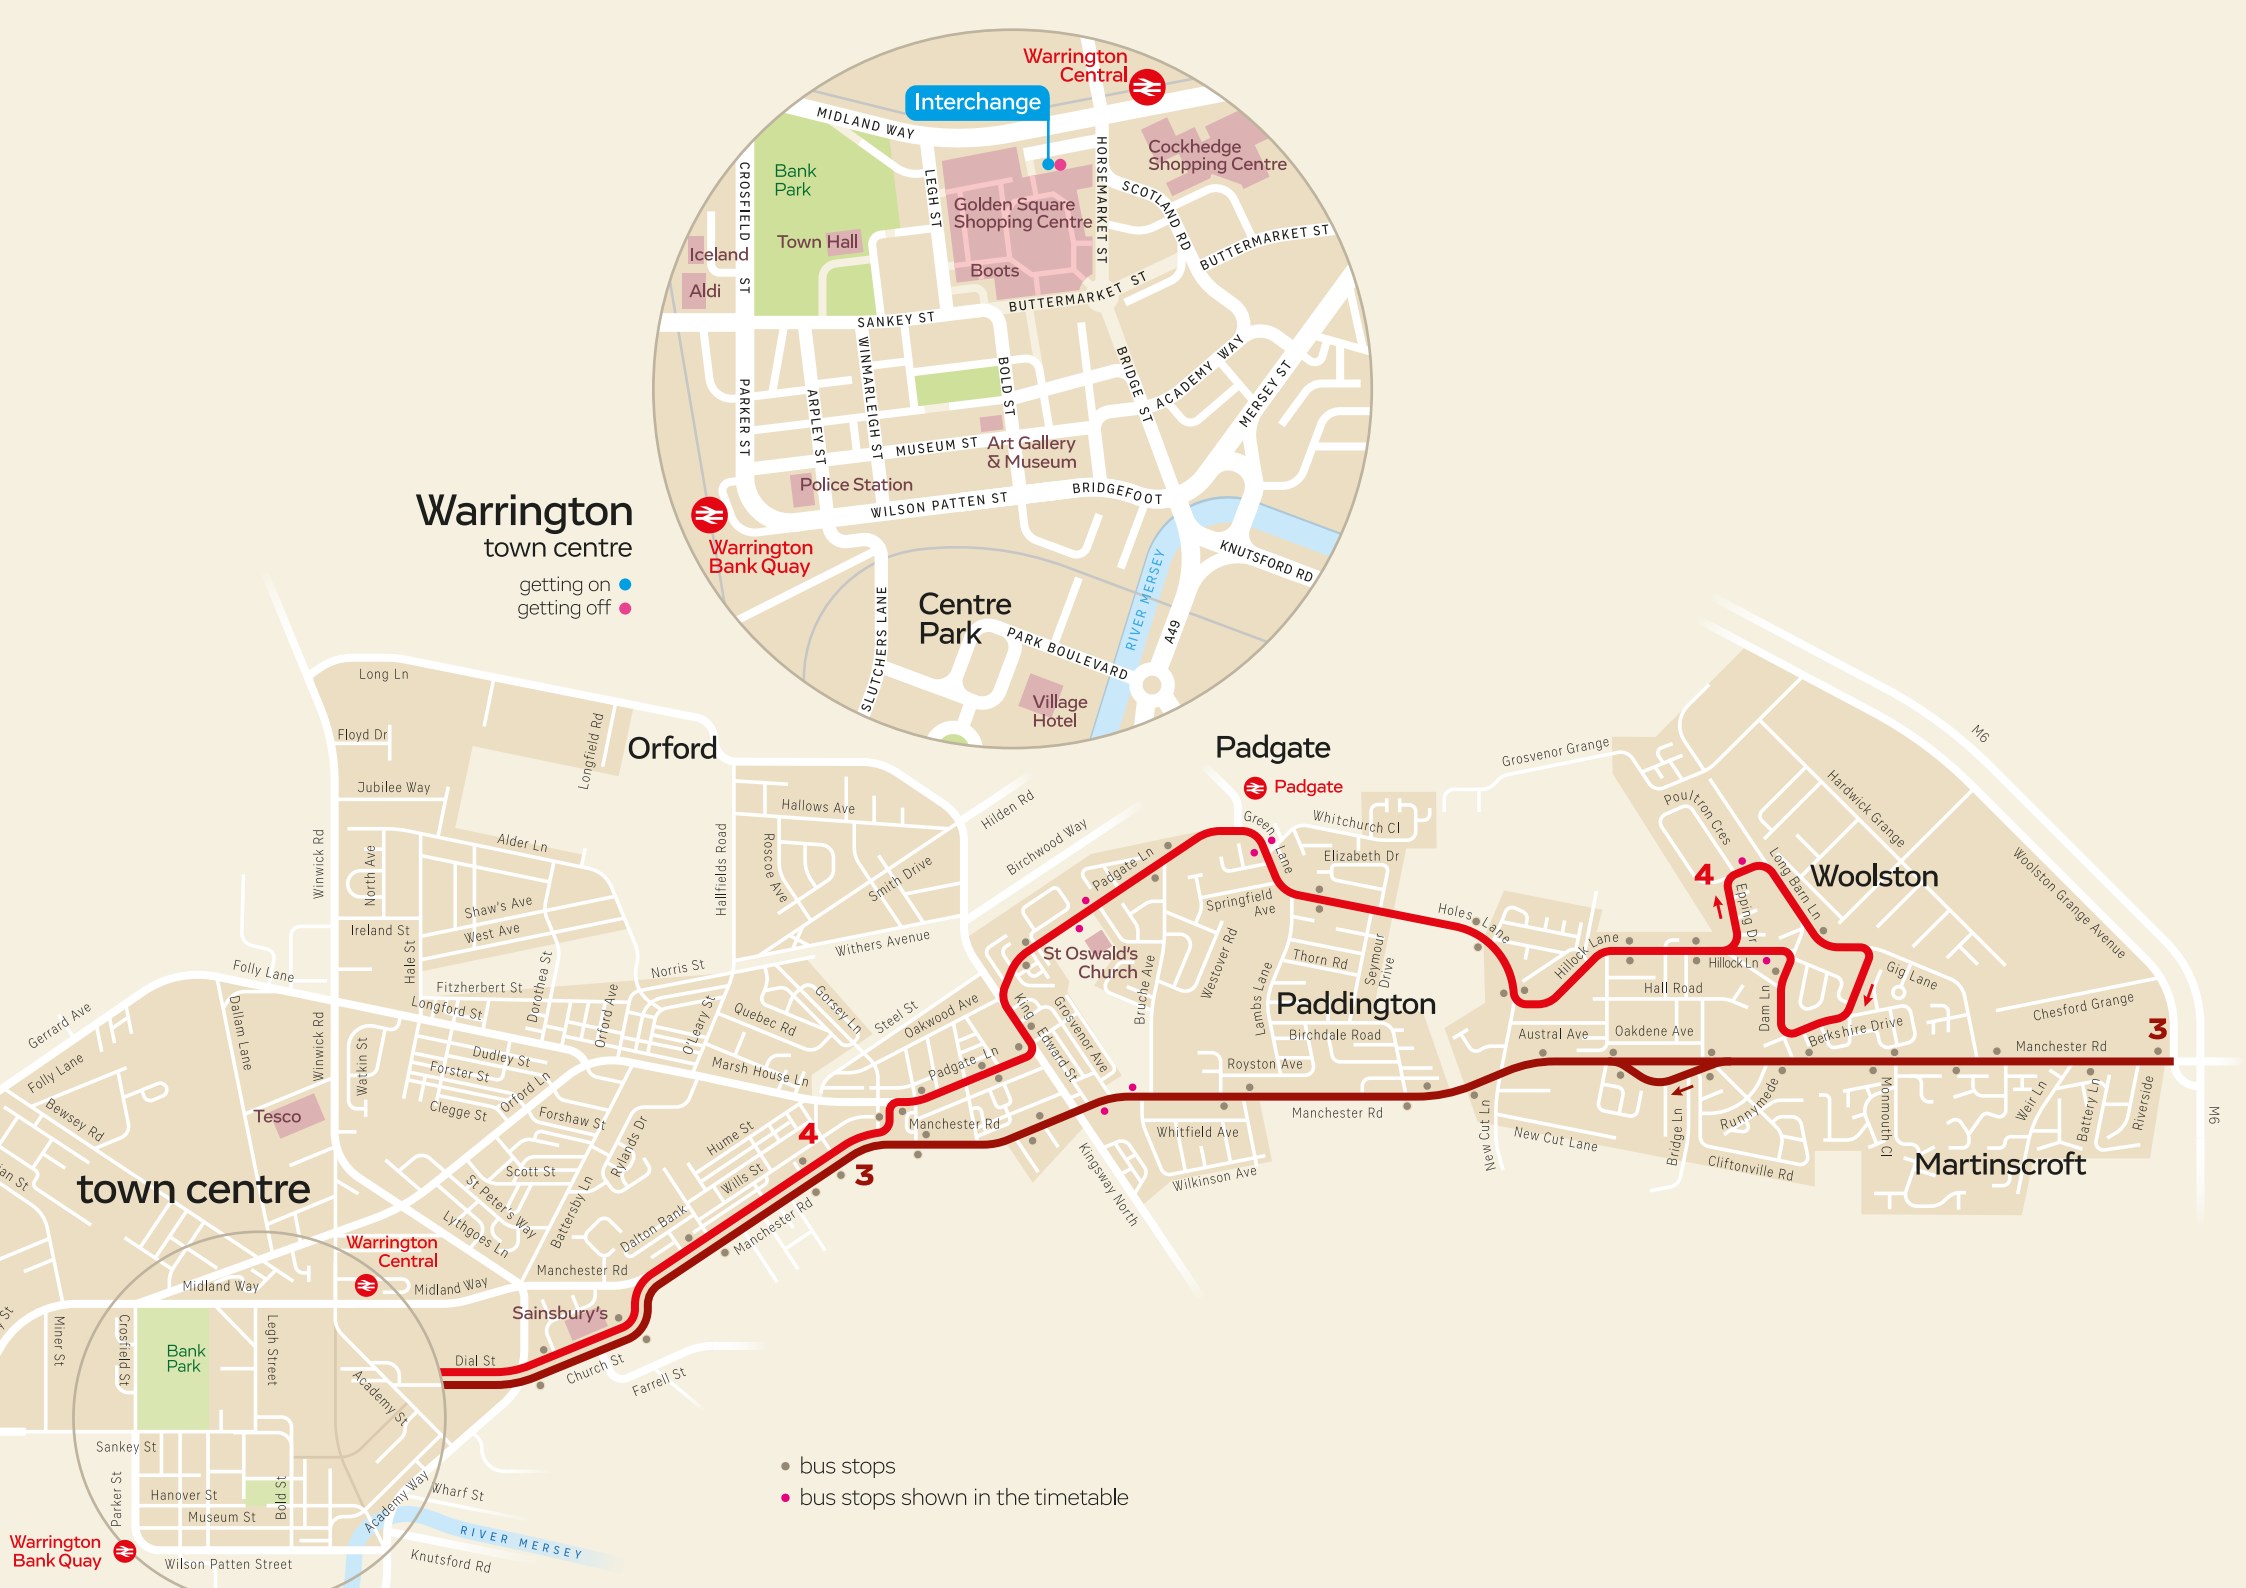 Warrington
Central
Interchange
MIDLAND WAY
Bank
Park
CROSFIELD ST
LEGH ST
HORSEMARKET ST
Cockhedge
Shopping Centre
SCOTLAND RD
Golden Square
Shopping Centre
Town Hall
Iceland
Aldi
Boots
BUTTERMARKET ST
BUTTERMARKET ST
SANKEY ST
WINMARLEIGH ST
BOLD ST
BRIDGE ST
ACADEMY WAY
MERSEY ST
PARKER ST
ARPLEY ST
MUSEUM ST
Art Gallery
& Museum
Police Station
WILSON PATTEN ST
BRIDGEFOOT
Warrington
Bank Quay
KNUTSFORD RD
RIVER MERSEY
SLUTCHERS LANE
Centre
Park
PARK BOULEVARD
A49
Village
Hotel
Warrington
town centre
getting on
getting off
Long Ln
Floyd Dr
Longfield Rd
Orford
Jubilee Way
Hallows Ave
Winwick Rd
North Ave
Alder Ln
Hallfields Road
Roscoe Ave
Smith Drive
Hilden Rd
Birchwood Way
Shaw's Ave
West Ave
Ireland St
Hale St
Withers Avenue
Folly Lane
Norris St
Fitzherbert St
Dorothea St
Longford St
Orford Ave
O'Leary St
Quebec Rd
Gorsey Ln
Steel St
Oakwood Ave
Gerrard Ave
Dallam Lane
Winwick Rd
Watkin St
Dudley St
Forster St
Orford Ln
Marsh House Ln
Padgate Ln
Folly Lane
Bewsey Rd
Tesco
Clegge St
Forshaw St
Rylands Dr
Hume St
Wills St
4
3
Manchester Rd
Scott St
St Peter's Way
Lythgoes Ln
Battersby Ln
Dalton Bank
Manchester Rd
town centre
Warrington
Central
Midland Way
Midland Way
Manchester Rd
Sainsbury's
Miner St
Crosfield St
Bank
Park
Legh Street
Dial St
Church St
Farrell St
Academy St
Sankey St
Parker St
Hanover St
Museum St
Bold St
Academy Way
Wharf St
RIVER MERSEY
Warrington
Bank Quay
Wilson Patten Street
Knutsford Rd
Padgate
Padgate
Green Lane
Whitchurch Cl
Elizabeth Dr
Padgate Ln
Springfield
Ave
St Oswald's
Church
Bruche Ave
Westover Rd
Lambs Lane
Thorn Rd
Seymour
Drive
Paddington
King Edward St
Grosvenor Ave
Birchdale Road
Royston Ave
Manchester Rd
Whitfield Ave
Wilkinson Ave
Kingsway North
Holes Lane
Hillock Lane
Grosvenor Grange
Poultron Cres
Long Barn Ln
Woolston
4
Epping Dr
Hillock Ln
Hall Road
Dam Ln
Gig Lane
Austral Ave
Oakdene Ave
Berkshire Drive
Hardwick Grange
M6
Woolston Grange Avenue
Chesford Grange
3
Manchester Rd
New Cut Ln
New Cut Lane
Bridge Ln
Runnymede
Cliftonville Rd
Monmouth Cl
Martinscroft
Weir Ln
Battery Ln
Riverside
M6
bus stops
bus stops shown in the timetable